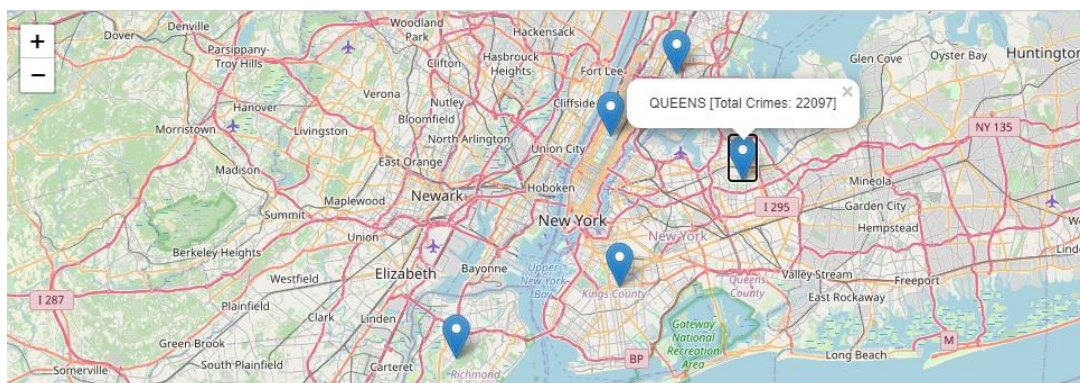 +
−
Dover
Denville
Parsippany-
Troy Hills
Woodland
Park
Hackensack
Clifton
Hasbrouck
Heights
Fort Lee
Glen Cove
Oyster Bay
Huntington
Verona
Nutley
Cliffside
QUEENS [Total Crimes: 22097]
×
Hanover
Bloomfield
Morristown
Livingston
North Arlington
Union City
NY 135
East Orange
Madison
Mineola
Maplewood
Newark
Hoboken
I 295
Garden City
Summit
New York
Hempstead
Union
New York
Berkeley Heights
Elizabeth
Bayonne
Upper
New York
Bay
Valley Stream
Freeport
Westfield
Kings County
Queens
County
East Rockaway
I 287
Plainfield
Clark
Linden
Gateway
National
Recreation
Area
Green Brook
M
Long Beach
BP
Somerville
South Plainfield
Carteret
Richmond